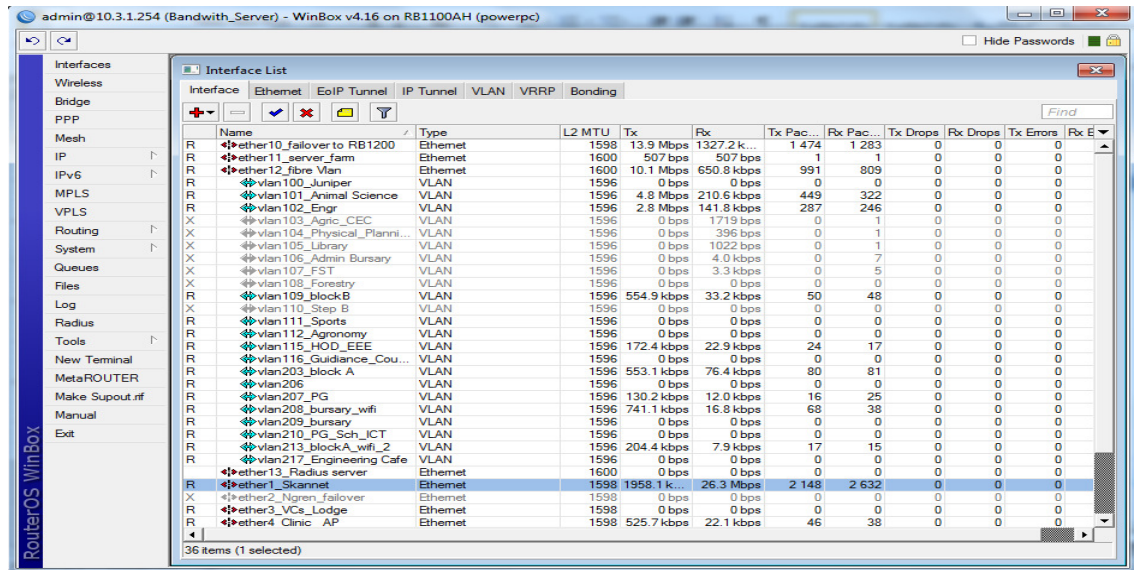 admin@10.3.1.254 (Bandwith_Server) - WinBox v4.16 on RB1100AH (powerpc)
Hide Passwords
Interfaces
Wireless
Bridge
PPP
Mesh
IP
IPv6
MPLS
VPLS
Routing
System
Queues
Files
Log
Radius
Tools
New Terminal
MetaROUTER
Make Supout.rif
Manual
Exit
RouterOS WinBox
Interface List
Interface Ethernet EoIP Tunnel IP Tunnel VLAN VRRP Bonding
Find
Name Type L2 MTU Tx Rx Tx Pac... Rx Pac... Tx Drops Rx Drops Tx Errors Rx E
R ether10_failover to RB1200 Ethernet 1598 13.9 Mbps 1327.2 k... 1 474 1 283 0 0 0
R ether11_server_farm Ethernet 1600 507 bps 507 bps 1 1 0 0 0
R ether12_fibre Vlan Ethernet 1600 10.1 Mbps 650.8 kbps 991 809 0 0 0
R vlan100_Juniper VLAN 1596 0 bps 0 bps 0 0 0 0 0
R vlan101_Animal Science VLAN 1596 4.8 Mbps 210.6 kbps 449 322 0 0 0
R vlan102_Engr VLAN 1596 2.8 Mbps 141.8 kbps 287 246 0 0 0
X vlan103_Agric_CEC VLAN 1596 0 bps 1719 bps 0 1 0 0 0
X vlan104_Physical_Planni... VLAN 1596 0 bps 396 bps 0 1 0 0 0
X vlan105_Library VLAN 1596 0 bps 1022 bps 0 1 0 0 0
X vlan106_Admin Bursary VLAN 1596 0 bps 4.0 kbps 0 7 0 0 0
X vlan107_FST VLAN 1596 0 bps 3.3 kbps 0 5 0 0 0
X vlan108_Forestry VLAN 1596 0 bps 0 bps 0 0 0 0 0
R vlan109_blockB VLAN 1596 554.9 kbps 33.2 kbps 50 48 0 0 0
X vlan110_Step B VLAN 1596 0 bps 0 bps 0 0 0 0 0
R vlan111_Sports VLAN 1596 0 bps 0 bps 0 0 0 0 0
R vlan112_Agronomy VLAN 1596 0 bps 0 bps 0 0 0 0 0
R vlan115_HOD_EEE VLAN 1596 172.4 kbps 22.9 kbps 24 17 0 0 0
R vlan116_Guidiance_Cou... VLAN 1596 0 bps 0 bps 0 0 0 0 0
R vlan203_block A VLAN 1596 553.1 kbps 76.4 kbps 80 81 0 0 0
R vlan206 VLAN 1596 0 bps 0 bps 0 0 0 0 0
R vlan207_PG VLAN 1596 130.2 kbps 12.0 kbps 16 25 0 0 0
R vlan208_bursary_wifi VLAN 1596 741.1 kbps 16.8 kbps 68 38 0 0 0
R vlan209_bursary VLAN 1596 0 bps 0 bps 0 0 0 0 0
R vlan210_PG_Sch_ICT VLAN 1596 0 bps 0 bps 0 0 0 0 0
R vlan213_blockA_wifi_2 VLAN 1596 204.4 kbps 7.9 kbps 17 15 0 0 0
R vlan217_Engineering Cafe VLAN 1596 0 bps 0 bps 0 0 0 0 0
ether13_Radius server Ethernet 1600 0 bps 0 bps 0 0 0 0 0
R ether1_Skannet Ethernet 1598 1958.1 k... 26.3 Mbps 2 148 2 632 0 0 0
X ether2_Ngren_failover Ethernet 1598 0 bps 0 bps 0 0 0 0 0
R ether3_VCs_Lodge Ethernet 1598 0 bps 0 bps 0 0 0 0 0
R ether4_Clinic_ AP Ethernet 1598 525.7 kbps 22.1 kbps 46 38 0 0 0
36 items (1 selected)